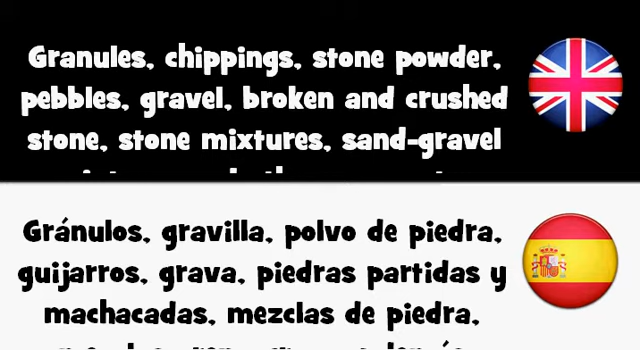 Granules, chippings, stone powder,
pebbles, gravel, broken and crushed
stone, stone mixtures, sand-gravel
Gránulos, gravilla, polvo de piedra,
guijarros, grava, piedras partidas y
machacadas, mezclas de piedra,